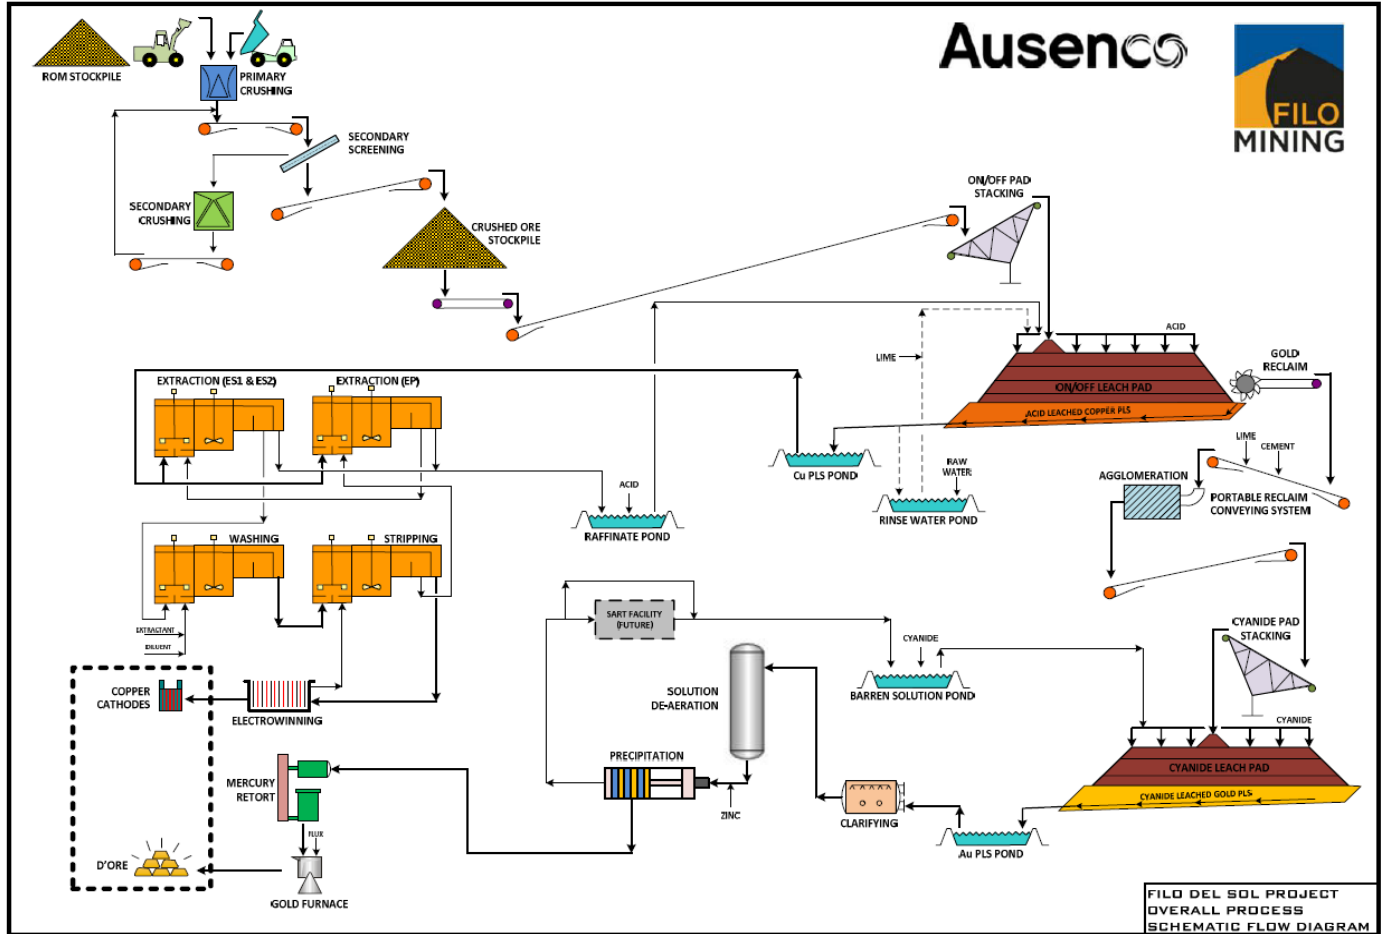 Ausenco
FILO
MINING
ROM STOCKPILE
PRIMARY
CRUSHING
SECONDARY
SCREENING
SECONDARY
CRUSHING
CRUSHED ORE
STOCKPILE
ON/OFF PAD
STACKING
ACID
LIME
GOLD
RECLAIM
ON/OFF LEACH PAD
ACID LEACHED COPPER PLS
EXTRACTION (ES1 & ES2)
EXTRACTION (EP)
Cu PLS POND
RAW
WATER
RINSE WATER POND
LIME
CEMENT
AGGLOMERATION
PORTABLE RECLAIM
CONVEYING SYSTEM
ACID
RAFFINATE POND
WASHING
STRIPPING
EXTRACTANT
DILUENT
SART FACILITY
(FUTURE)
CYANIDE
BARREN SOLUTION POND
CYANIDE PAD
STACKING
CYANIDE
COPPER
CATHODES
ELECTROWINNING
SOLUTION
DE-AERATION
PRECIPITATION
ZINC
CLARIFYING
CYANIDE LEACH PAD
CYANIDE LEACHED GOLD PLS
Au PLS POND
MERCURY
RETORT
FLUX
D'ORE
GOLD FURNACE
FILO DEL SOL PROJECT
OVERALL PROCESS
SCHEMATIC FLOW DIAGRAM